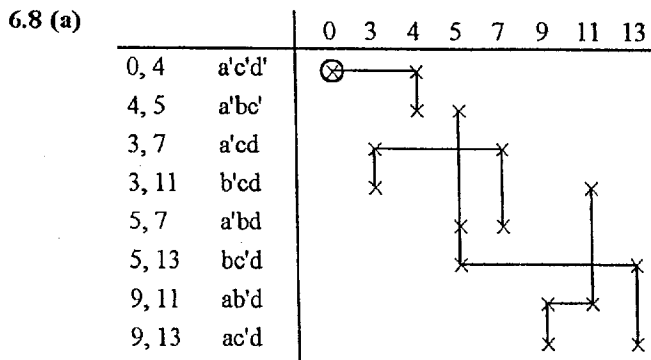 6.8 (a)
0 3 4 5 7 9 11 13
0, 4 a'c'd'
4, 5 a'bc'
3, 7 a'cd
3, 11 b'cd
5, 7 a'bd
5, 13 bc'd
9, 11 ab'd
9, 13 ac'd